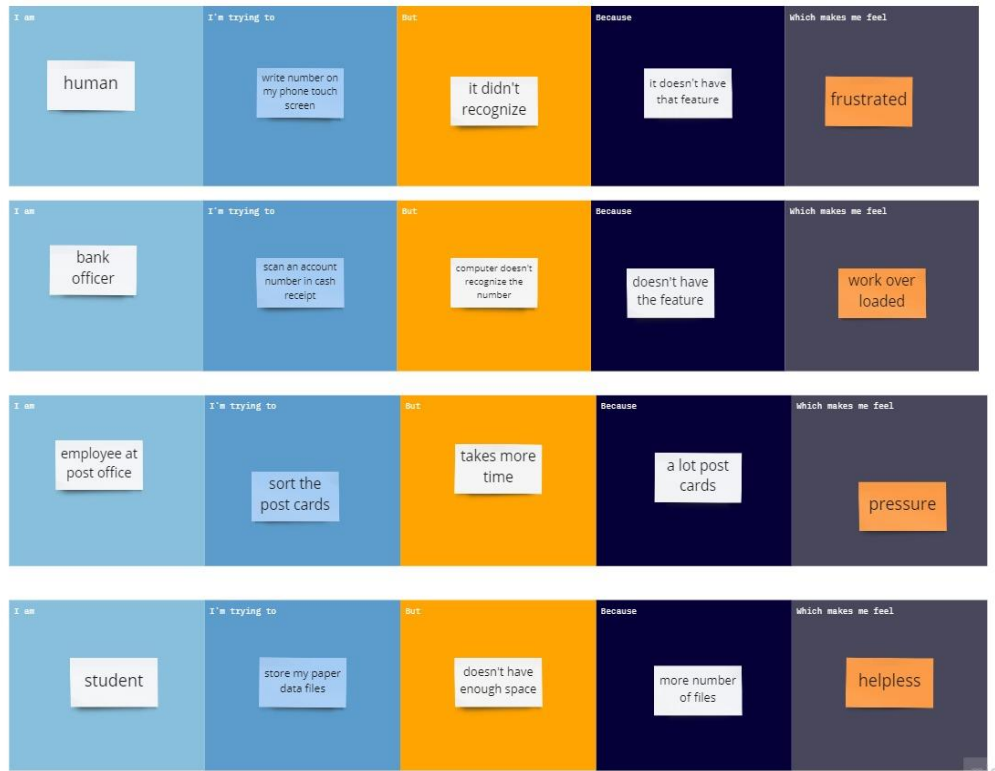 I am
I'm trying to
But
Because
Which makes me feel
human
write number on
my phone touch
screen
it didn't
recognize
it doesn't have
that feature
frustrated
I am
I'm trying to
But
Because
Which makes me feel
bank
officer
scan an account
number in cash
receipt
computer doesn't
recognize the
number
doesn't have
the feature
work over
loaded
I am
I'm trying to
But
Because
Which makes me feel
employee at
post office
sort the
post cards
takes more
time
a lot post
cards
pressure
I am
I'm trying to
But
Because
Which makes me feel
student
store my paper
data files
doesn't have
enough space
more number
of files
helpless